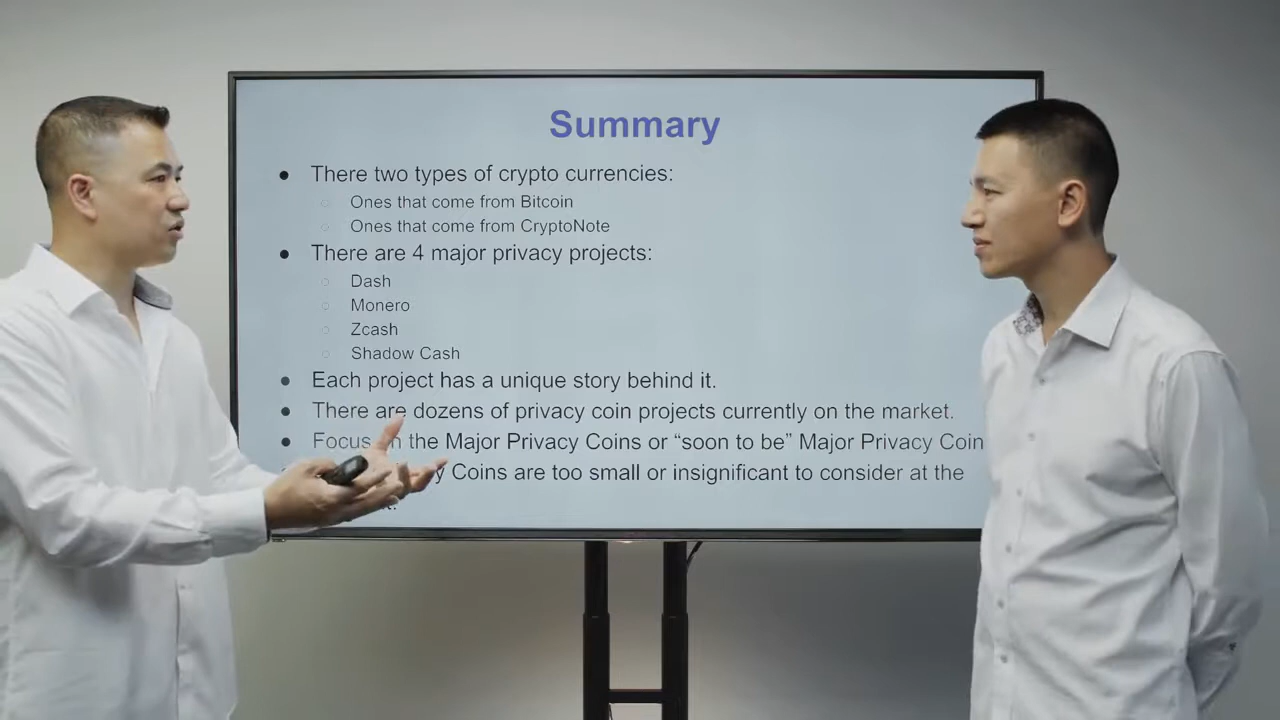 Summary
● There two types of crypto currencies:
○ Ones that come from Bitcoin
○ Ones that come from CryptoNote
● There are 4 major privacy projects:
○ Dash
○ Monero
○ Zcash
○ Shadow Cash
● Each project has a unique story behind it.
● There are dozens of privacy coin projects currently on the market.
● Focus the Major Privacy Coins or “soon to be” Major Privacy Coin
Coins are too small or insignificant to consider at the